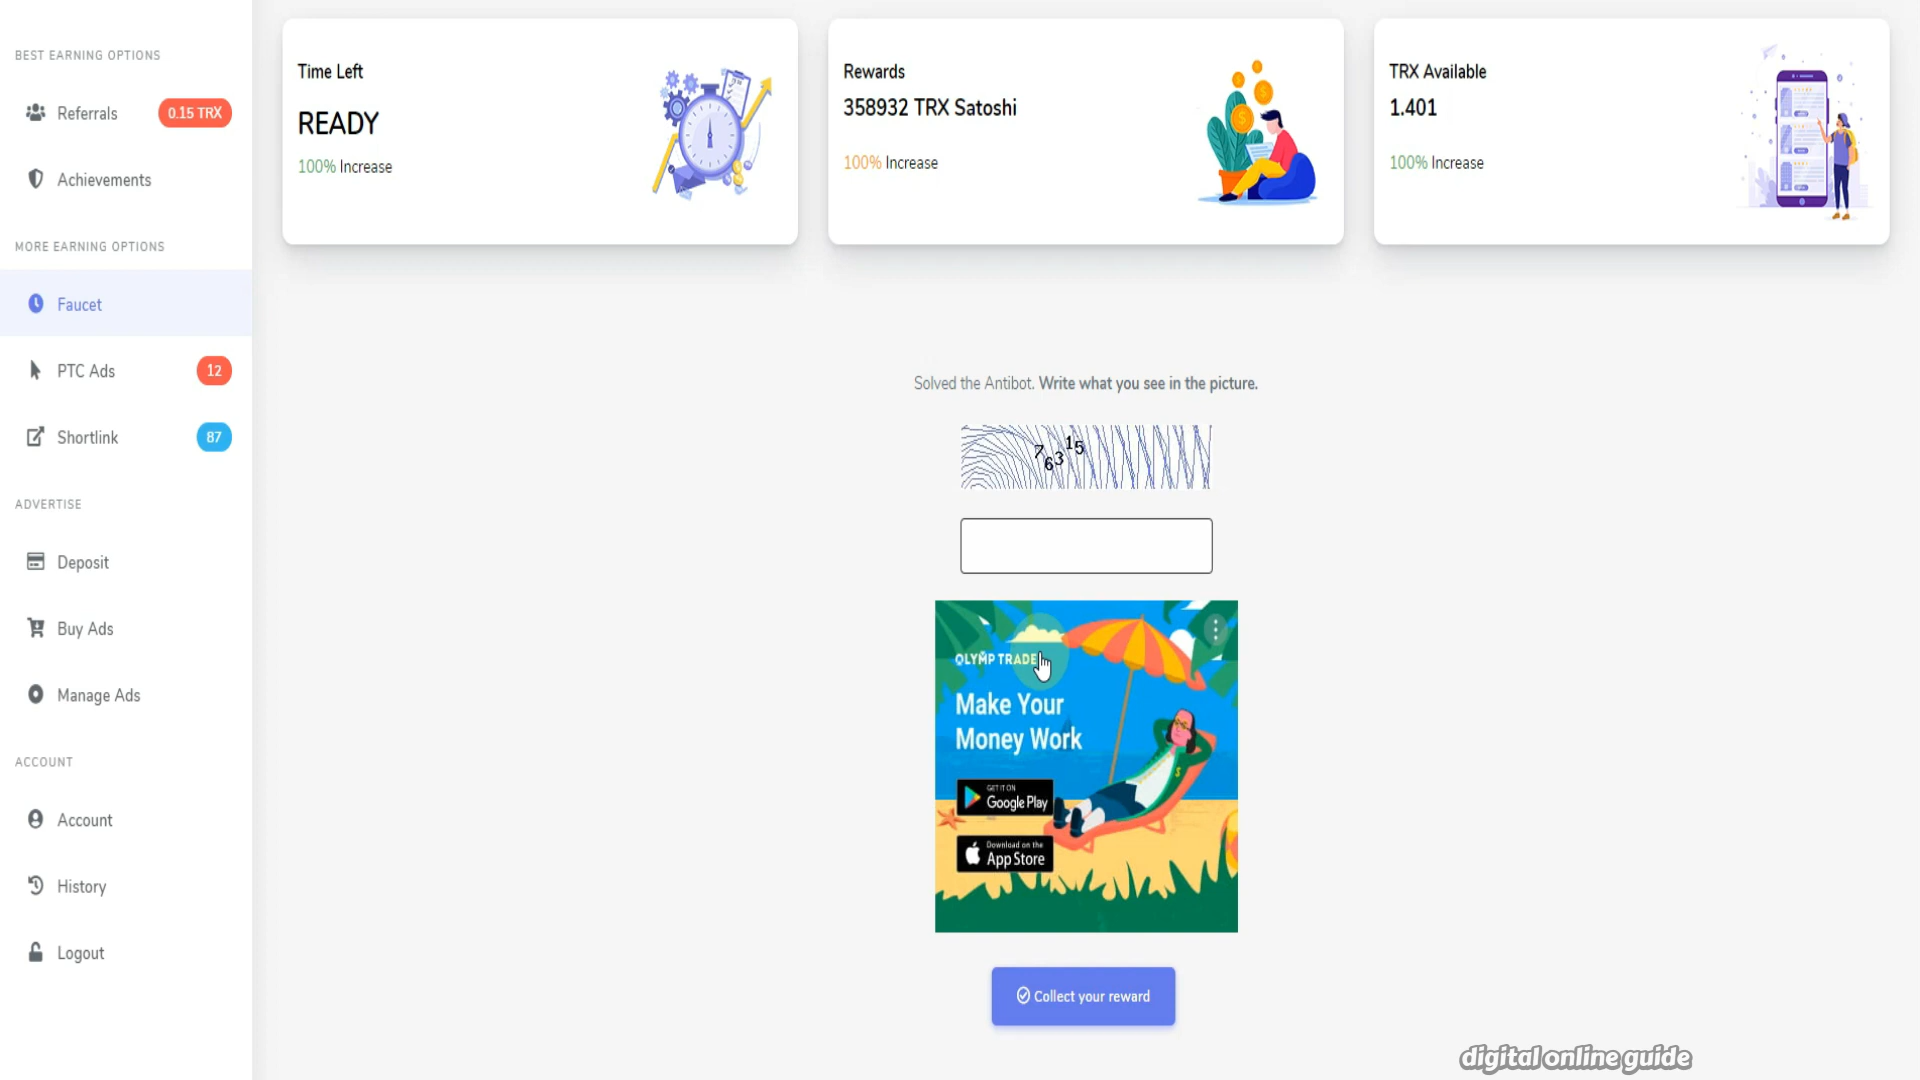 BEST EARNING OPTIONS
Referrals 0.15 TRX
Achievements
MORE EARNING OPTIONS
Faucet
PTC Ads 12
Shortlink 87
ADVERTISE
Deposit
Buy Ads
Manage Ads
ACCOUNT
Account
History
Logout
Time Left
READY
100% Increase
Rewards
358932 TRX Satoshi
100% Increase
TRX Available
1.401
100% Increase
Solved the Antibot. Write what you see in the picture.
76315
OLYMP TRADE
Make Your
Money Work
GET IT ON
Google Play
Download on the
App Store
Collect your reward
digital online guide